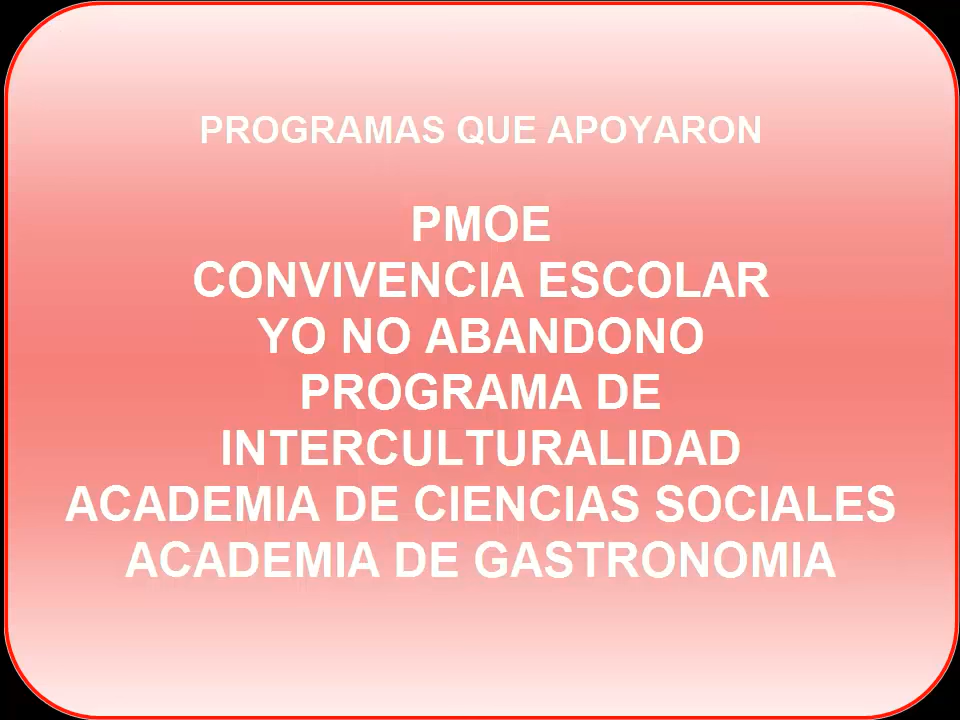 PROGRAMAS QUE APOYARON
PMOE
CONVIVENCIA ESCOLAR
YO NO ABANDONO
PROGRAMA DE
INTERCULTURALIDAD
ACADEMIA DE CIENCIAS SOCIALES
ACADEMIA DE GASTRONOMIA